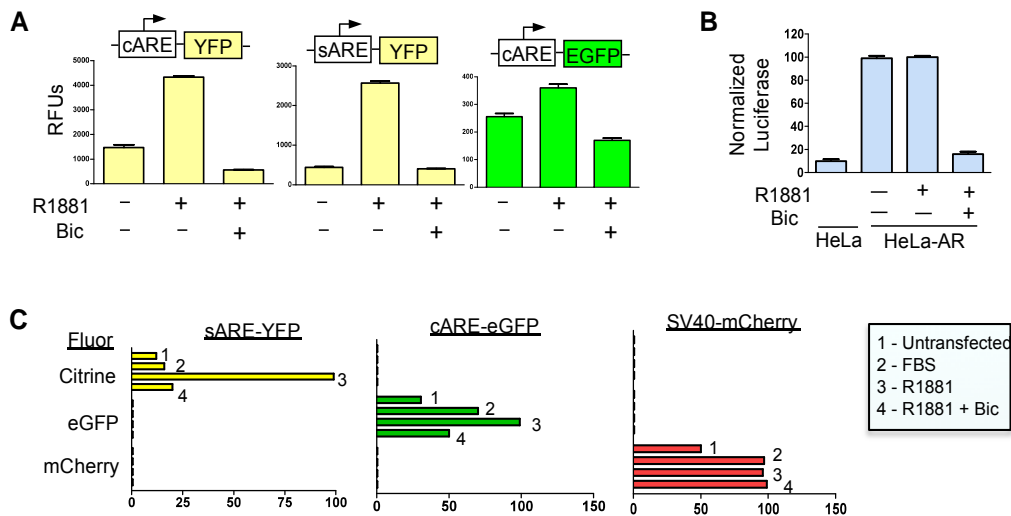 A
cARE YFP
sARE YFP
cARE EGFP
RFUs
5000
4000
3000
2000
1000
0
3000
2000
1000
0
400
300
200
100
0
R1881 – + + – + + – + +
Bic – – + – – + – – +
B
Normalized Luciferase
120
100
80
60
40
20
0
R1881 — + +
Bic — — +
HeLa HeLa-AR
C
Fluor sARE-YFP cARE-eGFP SV40-mCherry
Citrine
eGFP
mCherry
1
2
3
4
1
2
3
4
1
2
3
4
0 25 50 75 100
0 50 100 150
0 50 100 150
1 - Untransfected
2 - FBS
3 - R1881
4 - R1881 + Bic